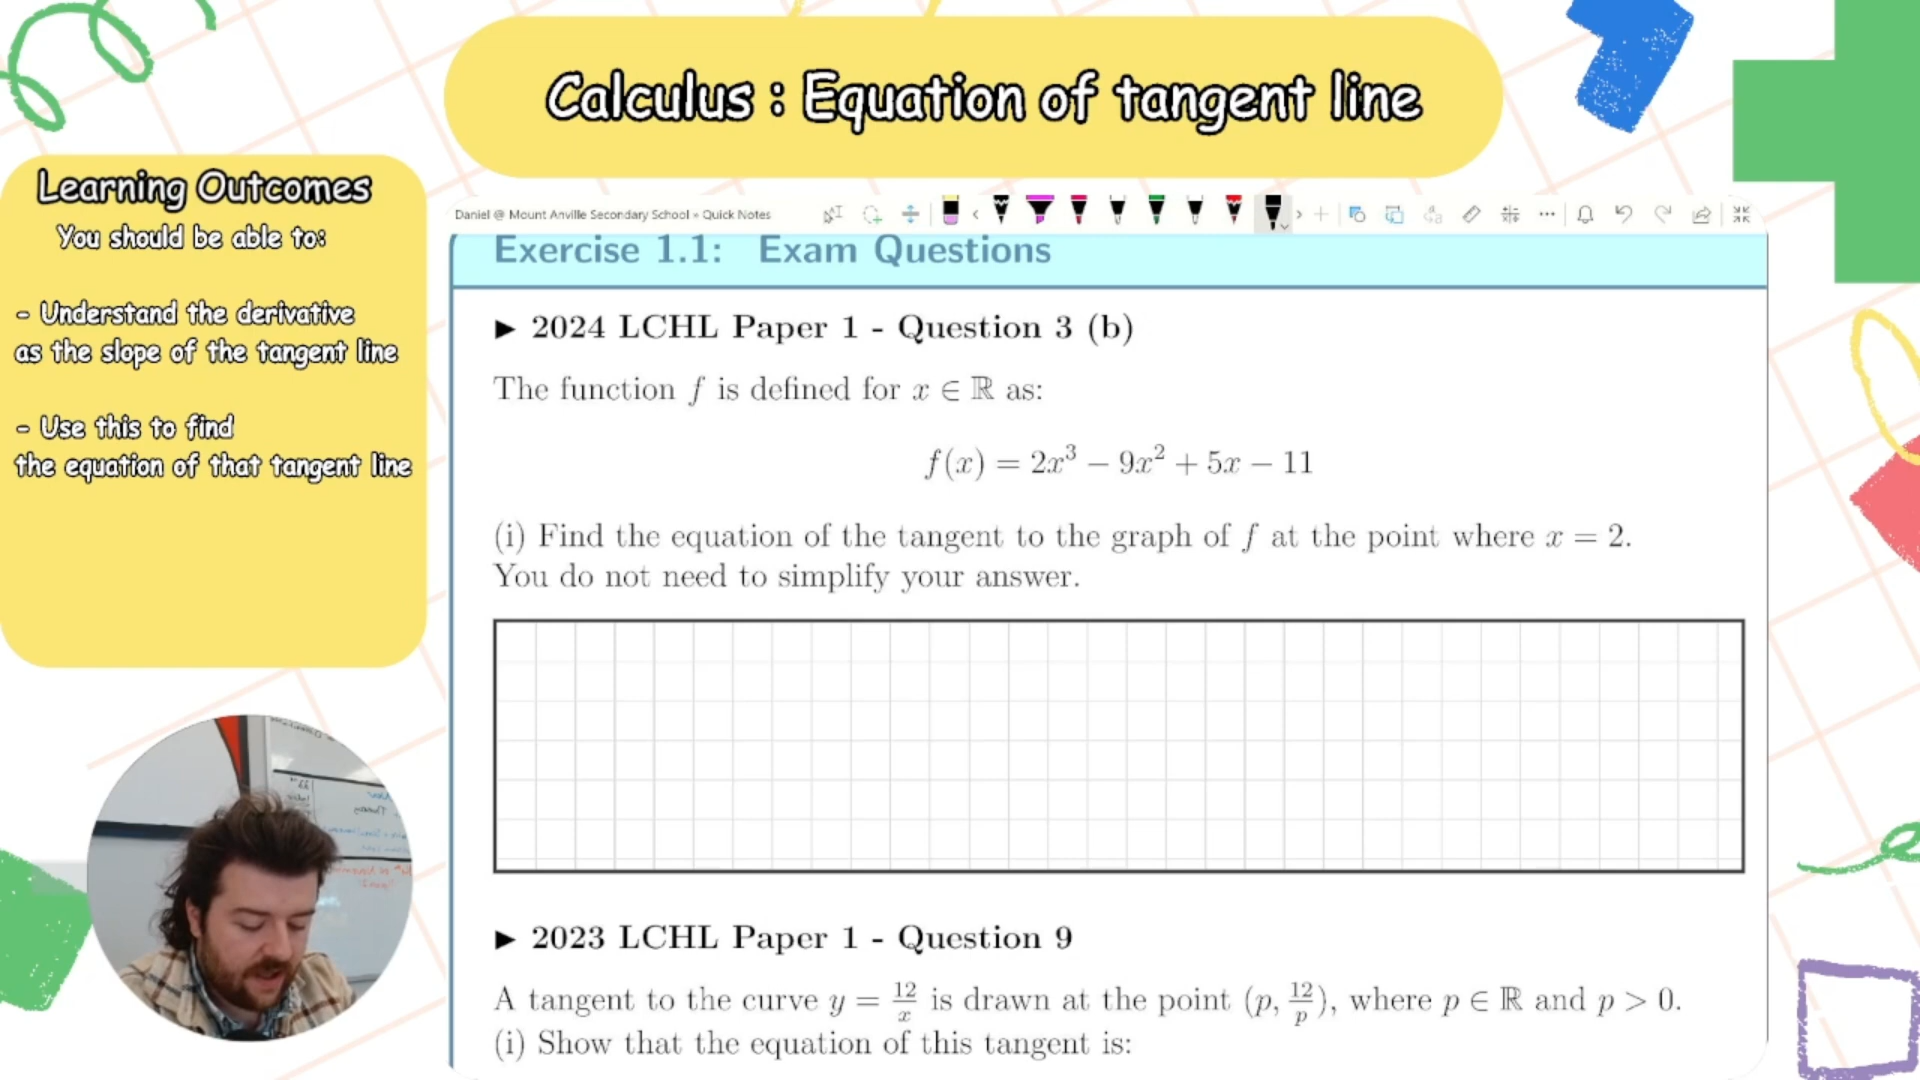 Calculus : Equation of tangent line
Learning Outcomes
You should be able to:
- Understand the derivative
as the slope of the tangent line
- Use this to find
the equation of that tangent line
Daniel @ Mount Anville Secondary School » Quick Notes
Exercise 1.1: Exam Questions
▶ 2024 LCHL Paper 1 - Question 3 (b)
The function f is defined for x ∈ ℝ as:
f(x) = 2x³ − 9x² + 5x − 11
(i) Find the equation of the tangent to the graph of f at the point where x = 2.
You do not need to simplify your answer.
▶ 2023 LCHL Paper 1 - Question 9
A tangent to the curve y = 12/x is drawn at the point (p, 12/p), where p ∈ ℝ and p > 0.
(i) Show that the equation of this tangent is: